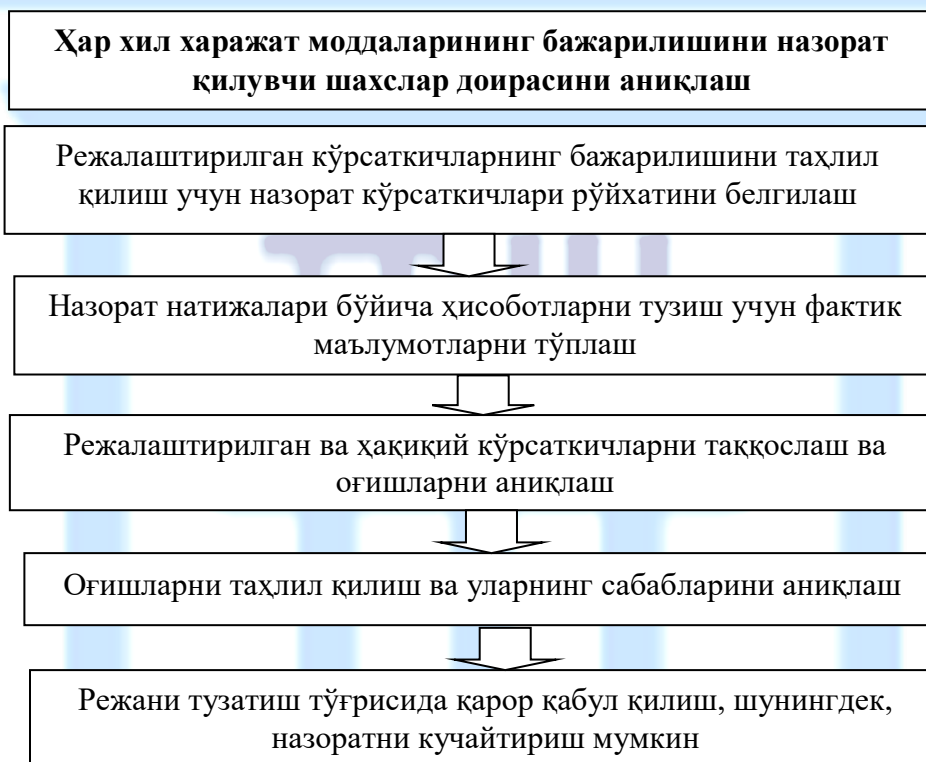 Ҳар хил харажат моддаларининг бажарилишини назорат
қилувчи шахслар доирасини аниқлаш
Режалаштирилган кўрсаткичларнинг бажарилишини таҳлил
қилиш учун назорат кўрсаткичлари рўйхатини белгилаш
Назорат натижалари бўйича ҳисоботларни тузиш учун фактик
маълумотларни тўплаш
Режалаштирилган ва ҳақиқий кўрсаткичларни таққослаш ва
оғишларни аниқлаш
Оғишларни таҳлил қилиш ва уларнинг сабабларини аниқлаш
Режани тузатиш тўғрисида қарор қабул қилиш, шунингдек,
назоратни кучайтириш мумкин